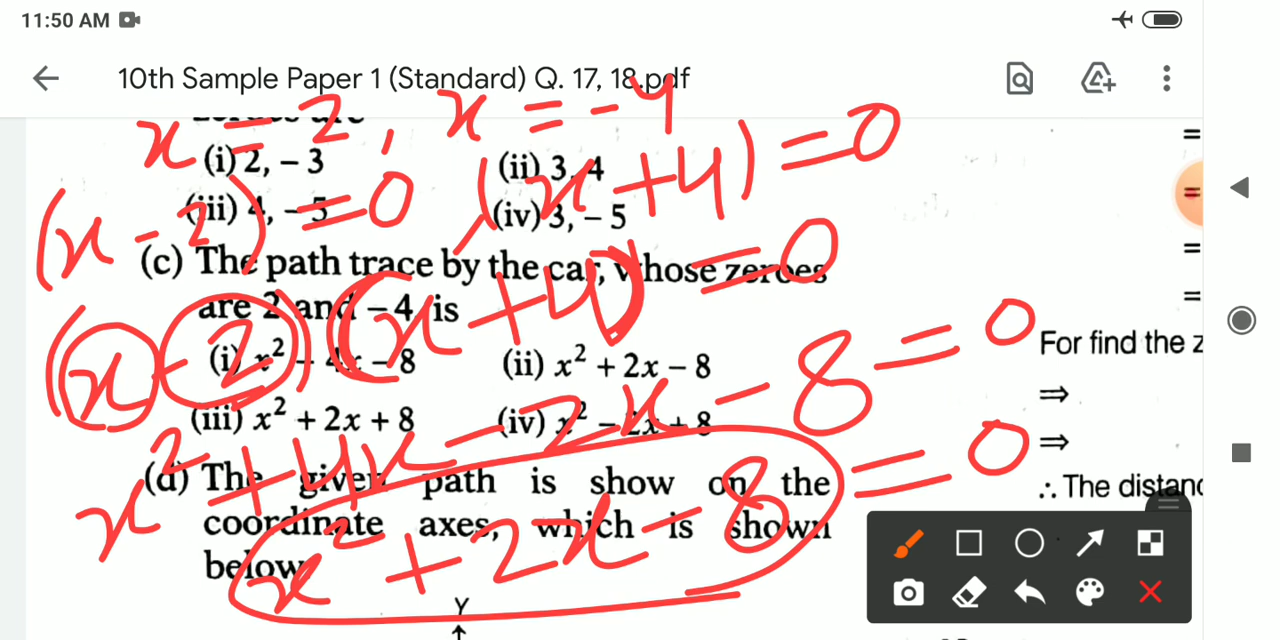 11:50 AM
10th Sample Paper 1 (Standard) Q. 17, 18.pdf
x = 2, x = -4
(i) 2, – 3 (ii) 3, 4
(x - 2) = 0, (x + 4) = 0
(iii) 4, – 5 (iv) 3, – 5
(c) The path trace by the car, whose zeroes
are 2 and – 4 is
(x - 2) (x + 4) = 0
(i) x² – 4x – 8 (ii) x² + 2x – 8
x² + 4x - 2x - 8 = 0
(iii) x² + 2x + 8 (iv) x² – 2x + 8
(d) The given path is show on the
coordinate axes, which is shown
below
x² + 2x - 8 = 0
Y
=
=
=
=
For find the z
⇒
⇒
∴ The distanc